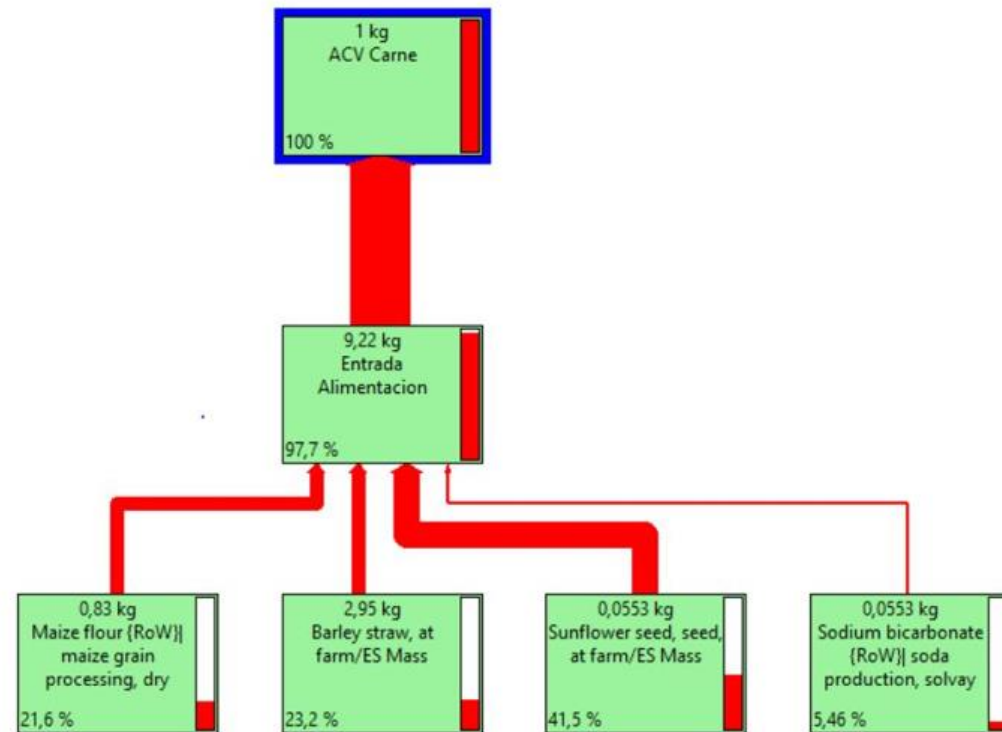 1 kg
ACV Carne
100 %
9,22 kg
Entrada
Alimentacion
97,7 %
0,83 kg
Maize flour {RoW}|
maize grain
processing, dry
21,6 %
2,95 kg
Barley straw, at
farm/ES Mass
23,2 %
0,0553 kg
Sunflower seed, seed,
at farm/ES Mass
41,5 %
0,0553 kg
Sodium bicarbonate
{RoW}| soda
production, solvay
5,46 %